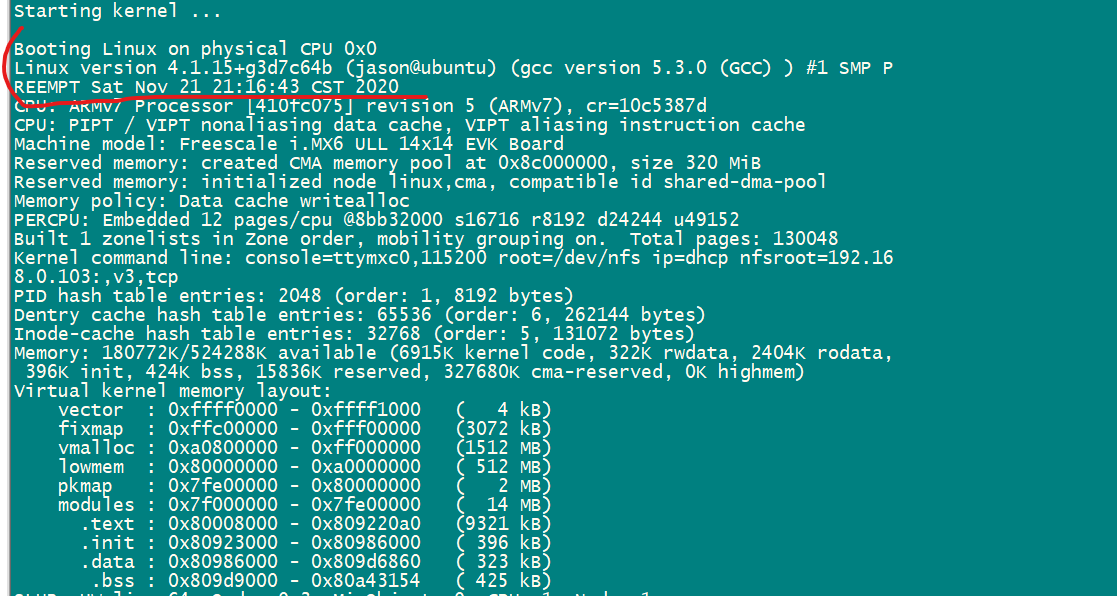 Starting kernel ...
Booting Linux on physical CPU 0x0
Linux version 4.1.15+g3d7c64b (jason@ubuntu) (gcc version 5.3.0 (GCC) ) #1 SMP P
REEMPT Sat Nov 21 21:16:43 CST 2020
CPU: ARMv7 Processor [410fc075] revision 5 (ARMv7), cr=10c5387d
CPU: PIPT / VIPT nonaliasing data cache, VIPT aliasing instruction cache
Machine model: Freescale i.MX6 ULL 14x14 EVK Board
Reserved memory: created CMA memory pool at 0x8c000000, size 320 MiB
Reserved memory: initialized node linux,cma, compatible id shared-dma-pool
Memory policy: Data cache writealloc
PERCPU: Embedded 12 pages/cpu @8bb32000 s16716 r8192 d24244 u49152
Built 1 zonelists in Zone order, mobility grouping on.  Total pages: 130048
Kernel command line: console=ttymxc0,115200 root=/dev/nfs ip=dhcp nfsroot=192.16
8.0.103:,v3,tcp
PID hash table entries: 2048 (order: 1, 8192 bytes)
Dentry cache hash table entries: 65536 (order: 6, 262144 bytes)
Inode-cache hash table entries: 32768 (order: 5, 131072 bytes)
Memory: 180772K/524288K available (6915K kernel code, 322K rwdata, 2404K rodata,
 396K init, 424K bss, 15836K reserved, 327680K cma-reserved, 0K highmem)
Virtual kernel memory layout:
    vector  : 0xffff0000 - 0xffff1000   (   4 kB)
    fixmap  : 0xffc00000 - 0xfff00000   (3072 kB)
    vmalloc : 0xa0800000 - 0xff000000   (1512 MB)
    lowmem  : 0x80000000 - 0xa0000000   ( 512 MB)
    pkmap   : 0x7fe00000 - 0x80000000   (   2 MB)
    modules : 0x7f000000 - 0x7fe00000   (  14 MB)
      .text : 0x80008000 - 0x809220a0   (9321 kB)
      .init : 0x80923000 - 0x80986000   ( 396 kB)
      .data : 0x80986000 - 0x809d6860   ( 323 kB)
       .bss : 0x809d9000 - 0x80a43154   ( 425 kB)